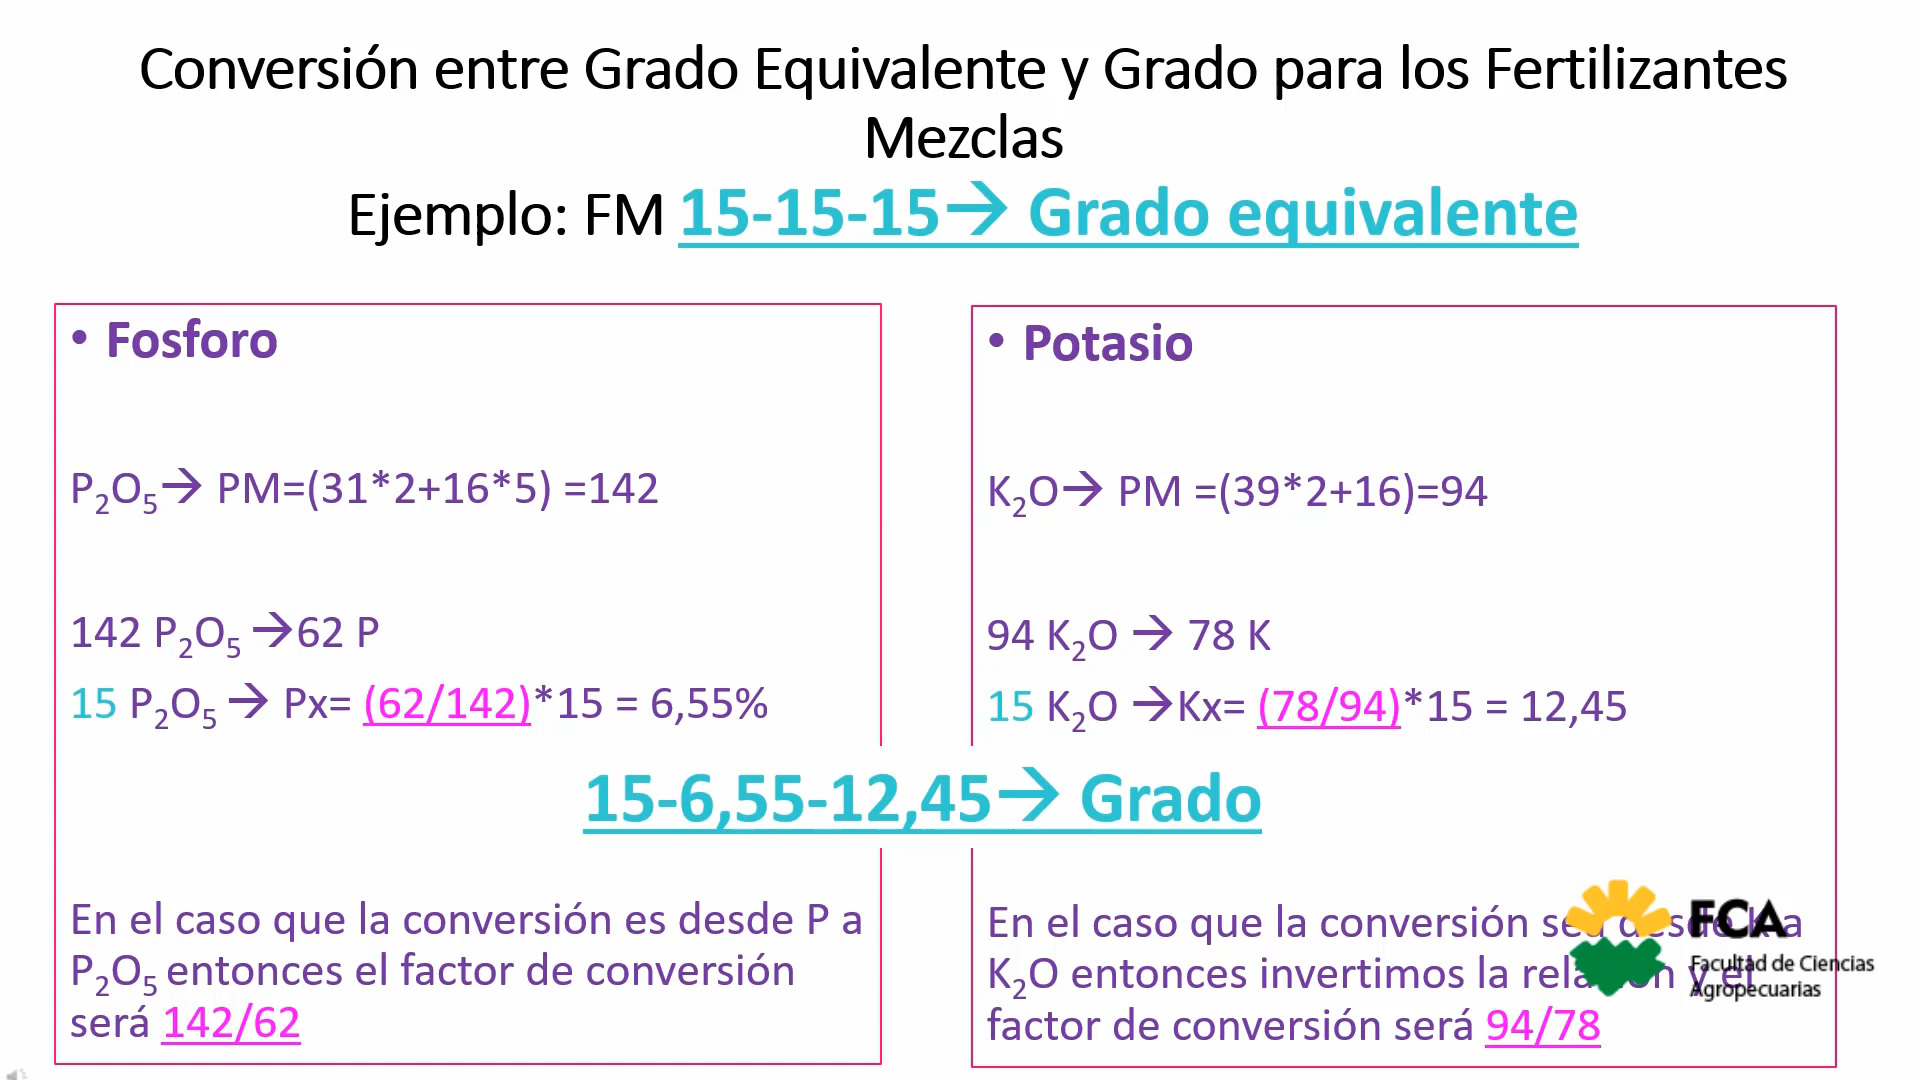 Conversión entre Grado Equivalente y Grado para los Fertilizantes
Mezclas
Ejemplo: FM 15-15-15→ Grado equivalente
• Fosforo
P₂O₅→ PM=(31*2+16*5) =142
142 P₂O₅ →62 P
15 P₂O₅ → Px= (62/142)*15 = 6,55%
• Potasio
K₂O→ PM =(39*2+16)=94
94 K₂O → 78 K
15 K₂O →Kx= (78/94)*15 = 12,45
15-6,55-12,45→ Grado
En el caso que la conversión es desde P a
P₂O₅ entonces el factor de conversión
será 142/62
En el caso que la conversión sea desde K a
K₂O entonces invertimos la relación y el
factor de conversión será 94/78
FCA
Facultad de Ciencias
Agropecuarias